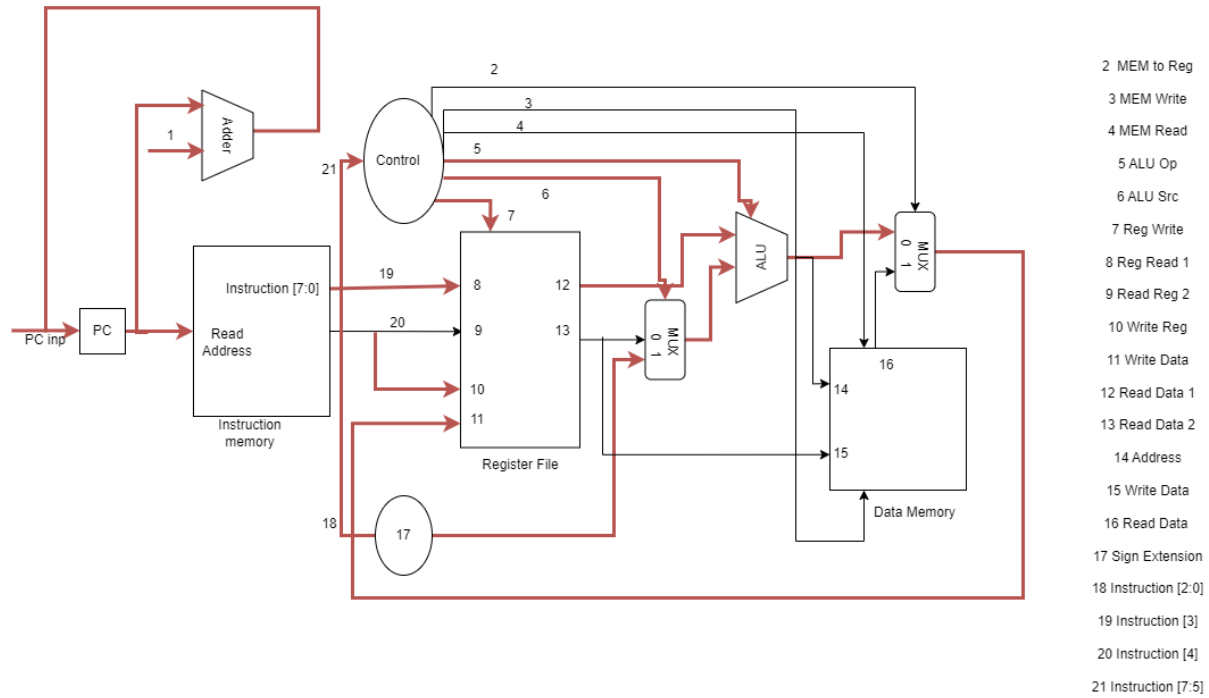 2
3
4
5
6
7
1
Adder
Control
21
PC inp
PC
Instruction [7:0]
Read
Address
Instruction
memory
19
20
8
9
10
11
12
13
Register File
MUX
0 1
ALU
MUX
0 1
14
15
16
Data Memory
18
17
2 MEM to Reg
3 MEM Write
4 MEM Read
5 ALU Op
6 ALU Src
7 Reg Write
8 Reg Read 1
9 Read Reg 2
10 Write Reg
11 Write Data
12 Read Data 1
13 Read Data 2
14 Address
15 Write Data
16 Read Data
17 Sign Extension
18 Instruction [2:0]
19 Instruction [3]
20 Instruction [4]
21 Instruction [7:5]